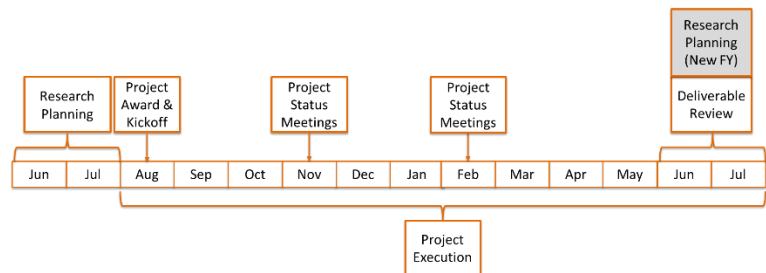 Research
Planning
(New FY)
Research
Planning
Project
Award &
Kickoff
Project
Status
Meetings
Project
Status
Meetings
Deliverable
Review
Jun Jul Aug Sep Oct Nov Dec Jan Feb Mar Apr May Jun Jul
Project
Execution